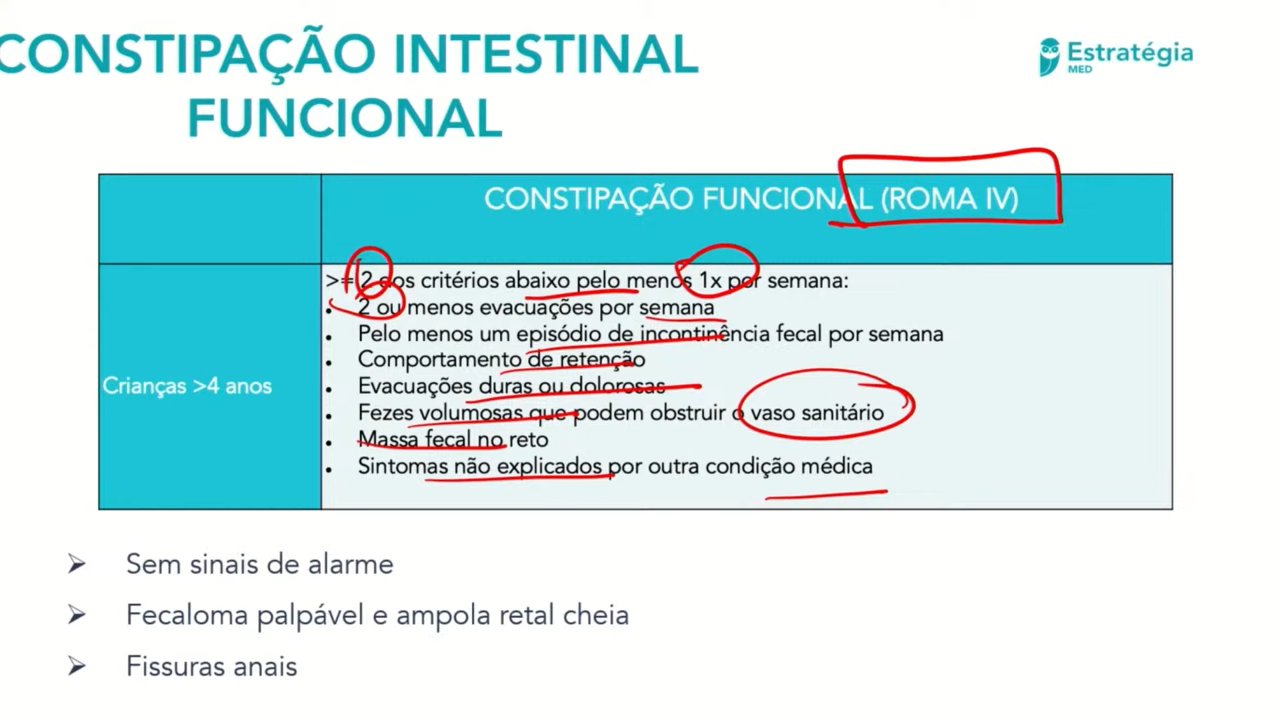 CONSTIPAÇÃO INTESTINAL
FUNCIONAL
Estratégia
MED
CONSTIPAÇÃO FUNCIONAL (ROMA IV)
>= 2 dos critérios abaixo pelo menos 1x por semana:
• 2 ou menos evacuações por semana
• Pelo menos um episódio de incontinência fecal por semana
• Comportamento de retenção
• Evacuações duras ou dolorosas
• Fezes volumosas que podem obstruir o vaso sanitário
• Massa fecal no reto
• Sintomas não explicados por outra condição médica
Crianças >4 anos
➢ Sem sinais de alarme
➢ Fecaloma palpável e ampola retal cheia
➢ Fissuras anais